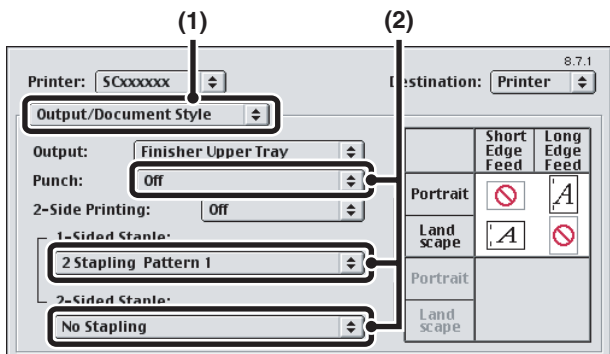 (1) (2)
8.7.1
Printer: SCxxxxxx Destination: Printer
Output/Document Style
Output: Finisher Upper Tray
Punch: Off
2-Side Printing: Off
1-Sided Staple:
2 Stapling Pattern 1
2-Sided Staple:
No Stapling
Short Edge Feed
Long Edge Feed
Portrait
A
Land scape
A
Portrait
Land scape